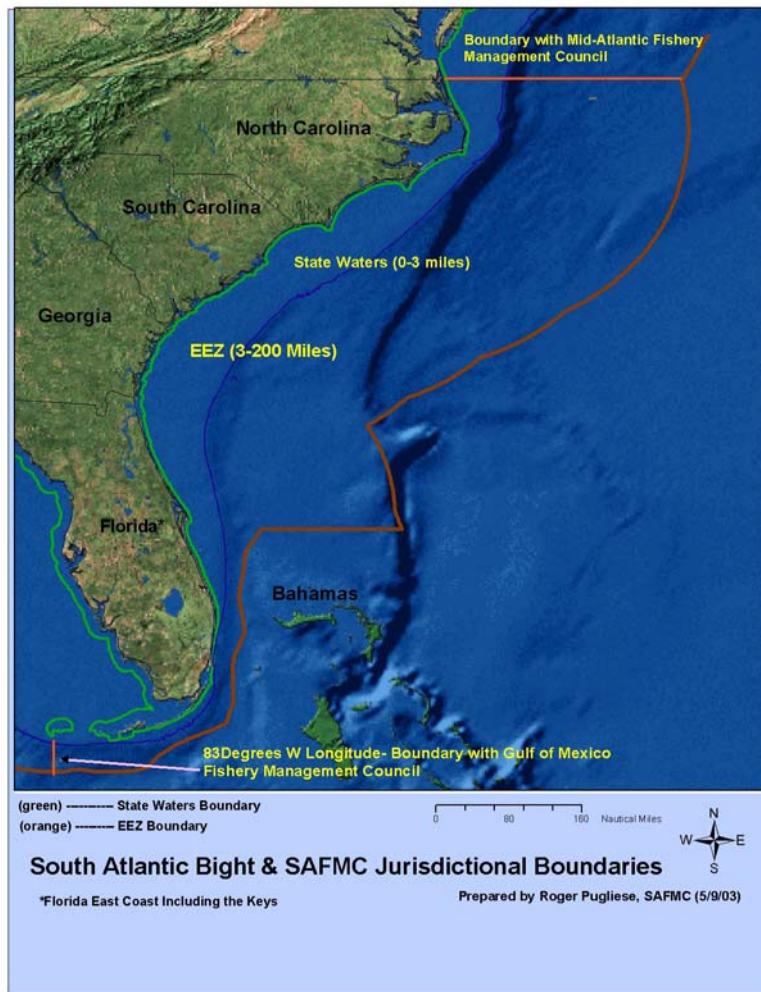 Boundary with Mid-Atlantic Fishery
Management Council
North Carolina
South Carolina
State Waters (0-3 miles)
Georgia
EEZ (3-200 Miles)
Florida*
Bahamas
83Degrees W Longitude- Boundary with Gulf of Mexico
Fishery Management Council
(green) ----------- State Waters Boundary
(orange) --------- EEZ Boundary
0 80 160 Nautical Miles
N
W E
S
South Atlantic Bight & SAFMC Jurisdictional Boundaries
*Florida East Coast Including the Keys
Prepared by Roger Pugliese, SAFMC (5/9/03)